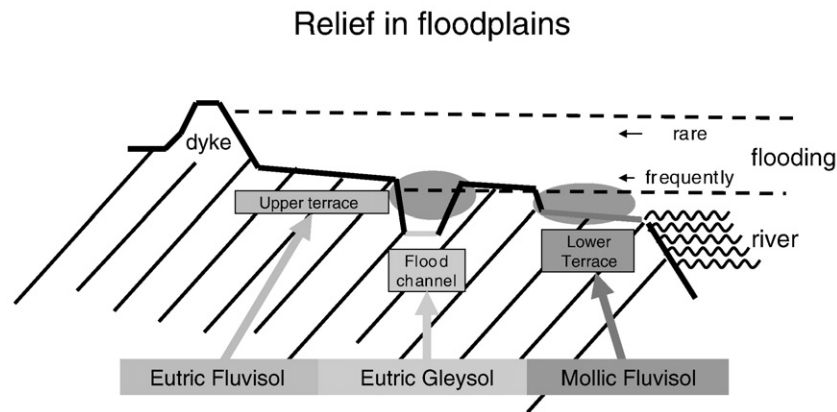 Relief in floodplains
dyke
rare
flooding
frequently
Upper terrace
river
Lower
Terrace
Flood
channel
Eutric Fluvisol
Eutric Gleysol
Mollic Fluvisol